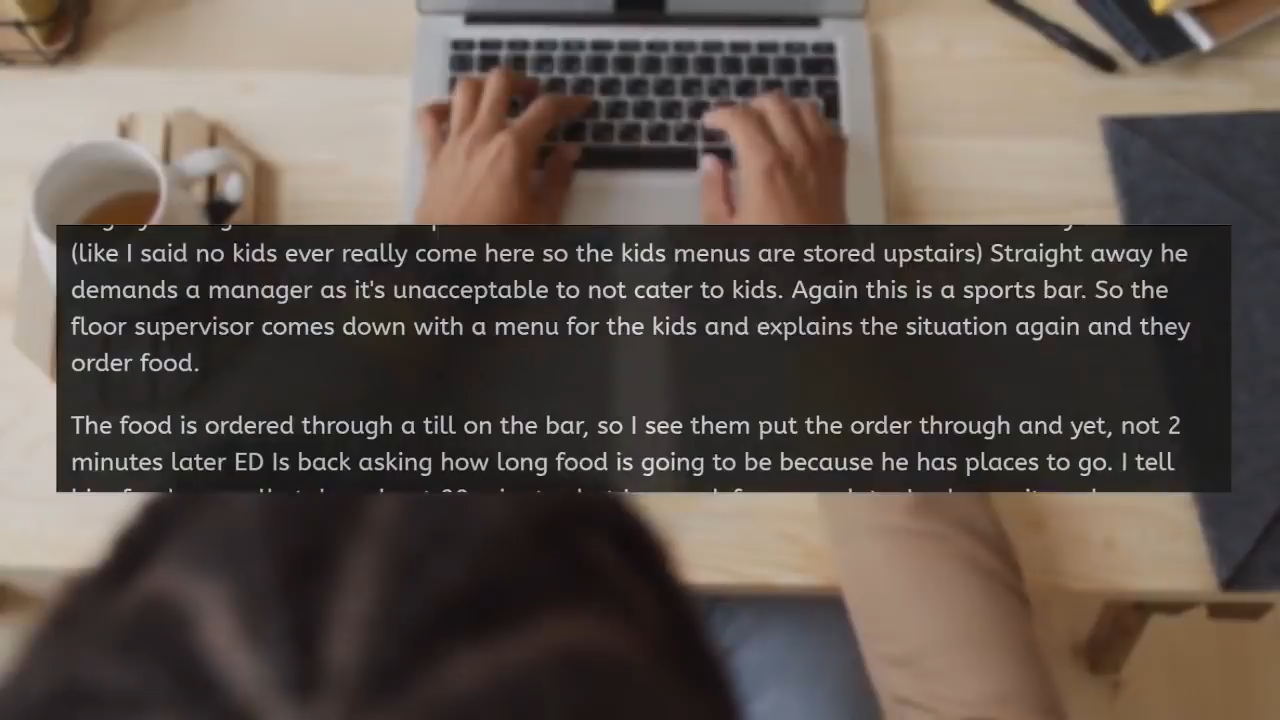 (like I said no kids ever really come here so the kids menus are stored upstairs) Straight away he
demands a manager as it's unacceptable to not cater to kids. Again this is a sports bar. So the
floor supervisor comes down with a menu for the kids and explains the situation again and they
order food.
The food is ordered through a till on the bar, so I see them put the order through and yet, not 2
minutes later ED Is back asking how long food is going to be because he has places to go. I tell